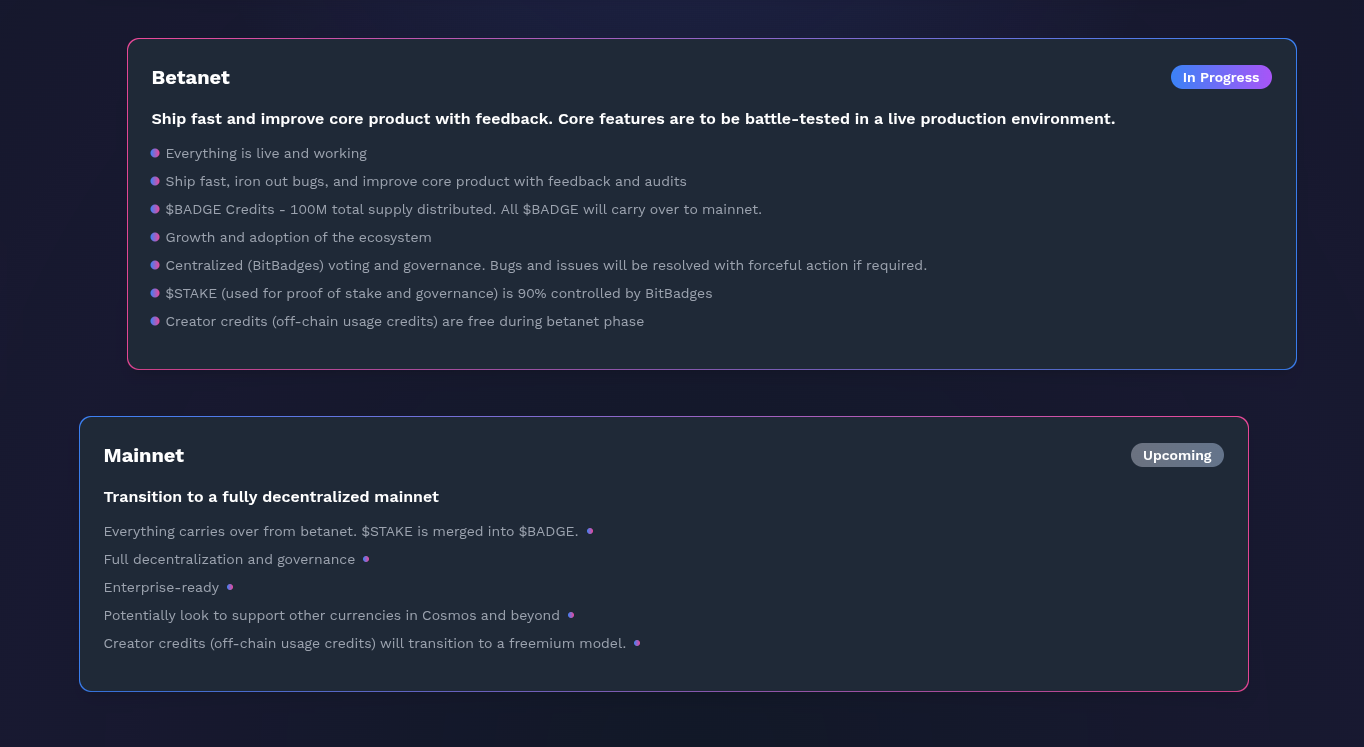 Betanet
In Progress
Ship fast and improve core product with feedback. Core features are to be battle-tested in a live production environment.
Everything is live and working
Ship fast, iron out bugs, and improve core product with feedback and audits
$BADGE Credits - 100M total supply distributed. All $BADGE will carry over to mainnet.
Growth and adoption of the ecosystem
Centralized (BitBadges) voting and governance. Bugs and issues will be resolved with forceful action if required.
$STAKE (used for proof of stake and governance) is 90% controlled by BitBadges
Creator credits (off-chain usage credits) are free during betanet phase
Mainnet
Upcoming
Transition to a fully decentralized mainnet
Everything carries over from betanet. $STAKE is merged into $BADGE.
Full decentralization and governance
Enterprise-ready
Potentially look to support other currencies in Cosmos and beyond
Creator credits (off-chain usage credits) will transition to a freemium model.